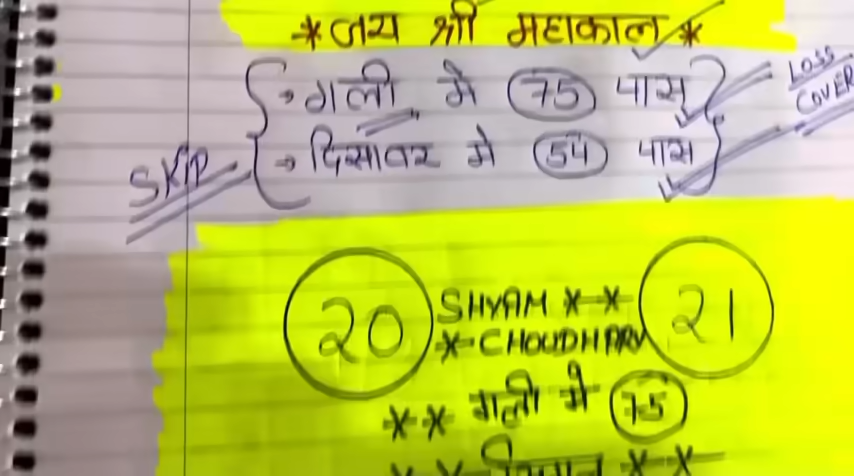 * जय श्री महाकाल *
→ गली मे 75 पास
LOSS COVER
→ दिसावर मे 54 पास
SKIP
20 SHYAM * * 21
* CHOUDHARY
* * गली मे 75
* * * *